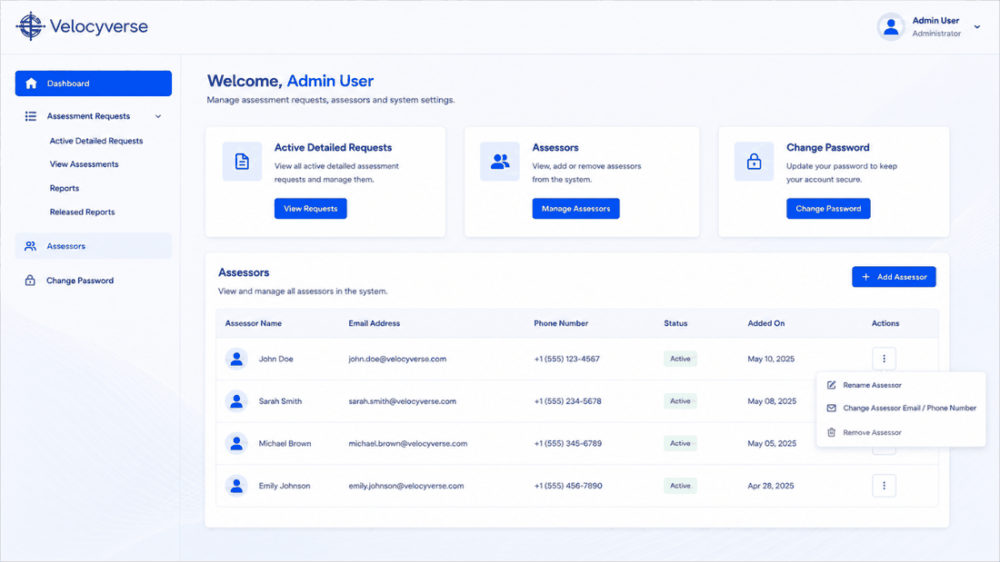 Velocyverse
Admin User
Administrator
Dashboard
Assessment Requests
Active Detailed Requests
View Assessments
Reports
Released Reports
Assessors
Change Password
Welcome, Admin User
Manage assessment requests, assessors and system settings.
Active Detailed Requests
View all active detailed assessment
requests and manage them.
View Requests
Assessors
View, add or remove assessors
from the system.
Manage Assessors
Change Password
Update your password to keep
your account secure.
Change Password
Assessors
View and manage all assessors in the system.
+ Add Assessor
Assessor Name Email Address Phone Number Status Added On Actions
John Doe john.doe@velocyverse.com +1 (555) 123-4567 Active May 10, 2025
Sarah Smith sarah.smith@velocyverse.com +1 (555) 234-5678 Active May 08, 2025
Michael Brown michael.brown@velocyverse.com +1 (555) 345-6789 Active May 05, 2025
Emily Johnson emily.johnson@velocyverse.com +1 (555) 456-7890 Active Apr 28, 2025
Rename Assessor
Change Assessor Email / Phone Number
Remove Assessor